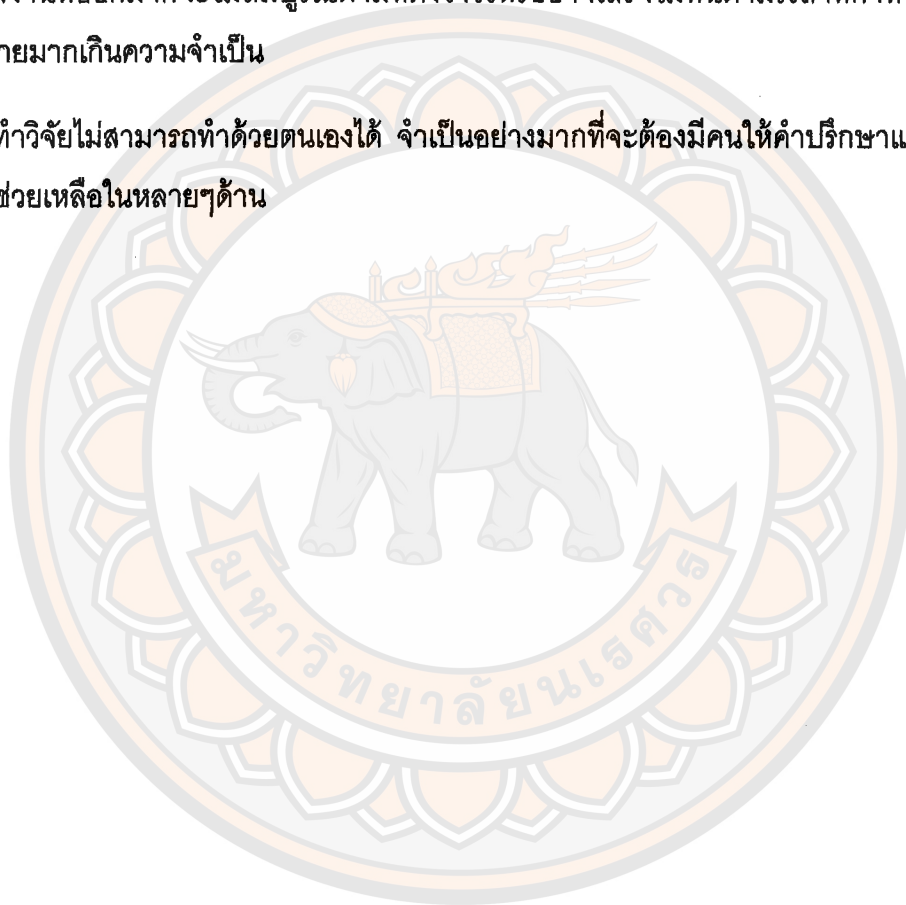 ายมากเกินความจำเป็น
ทำวิจัยไม่สามารถทำด้วยตนเองได้ จำเป็นอย่างมากที่จะต้องมีคนให้คำปรึกษาแ
ช่วยเหลือในหลายๆด้าน
มหาวิทยาลัยนเรศวร